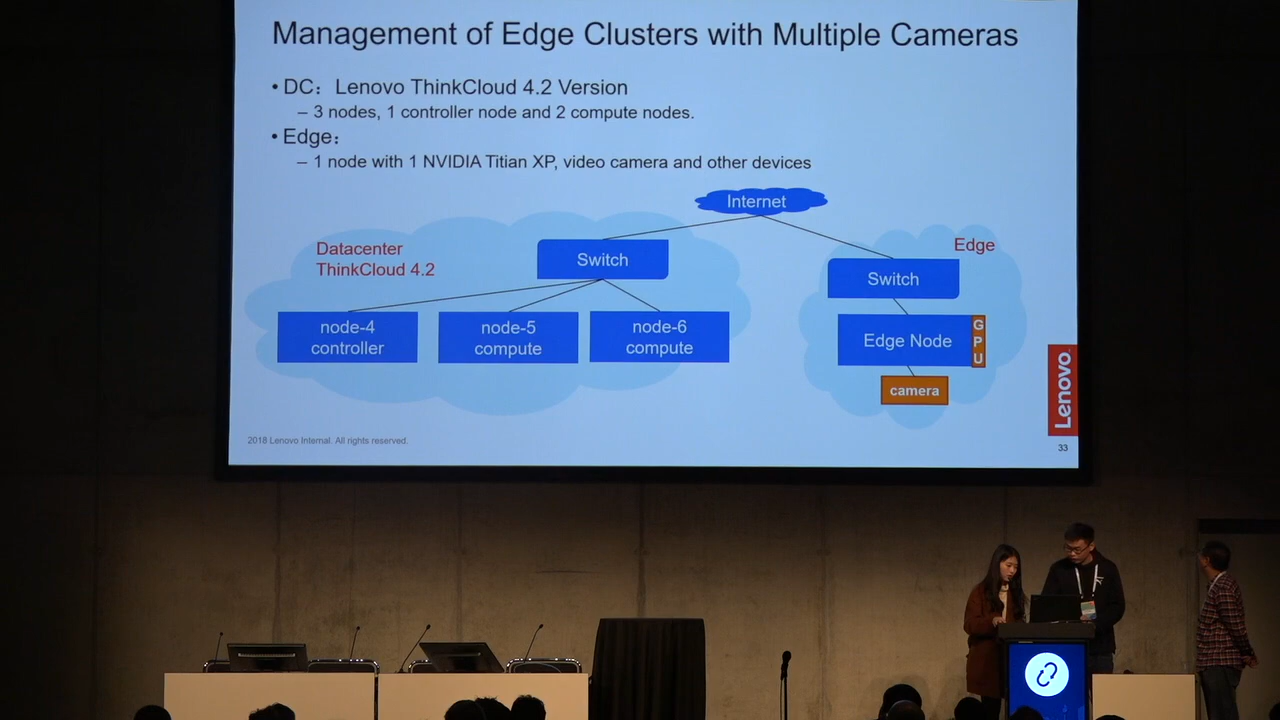 Management of Edge Clusters with Multiple Cameras
• DC： Lenovo ThinkCloud 4.2 Version
– 3 nodes, 1 controller node and 2 compute nodes.
• Edge：
– 1 node with 1 NVIDIA Titian XP, video camera and other devices
Internet
Datacenter
ThinkCloud 4.2
Switch
node-4
controller
node-5
compute
node-6
compute
Edge
Switch
Edge Node
GPU
camera
Lenovo
2018 Lenovo Internal. All rights reserved.
33